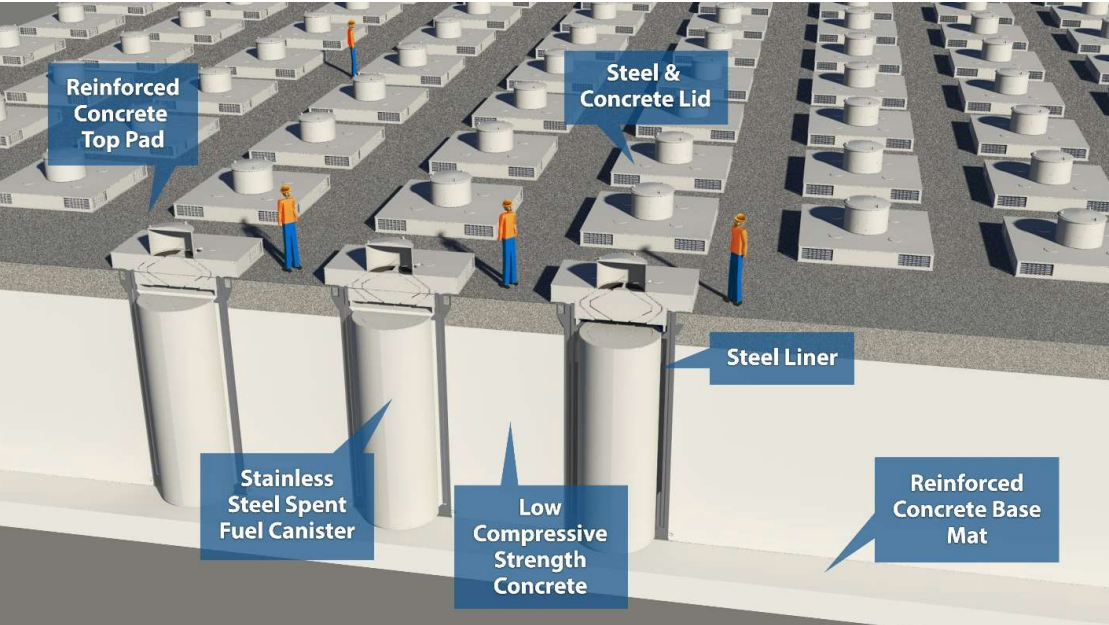 Reinforced
Concrete
Top Pad
Steel &
Concrete Lid
Steel Liner
Stainless
Steel Spent
Fuel Canister
Low
Compressive
Strength
Concrete
Reinforced
Concrete Base
Mat